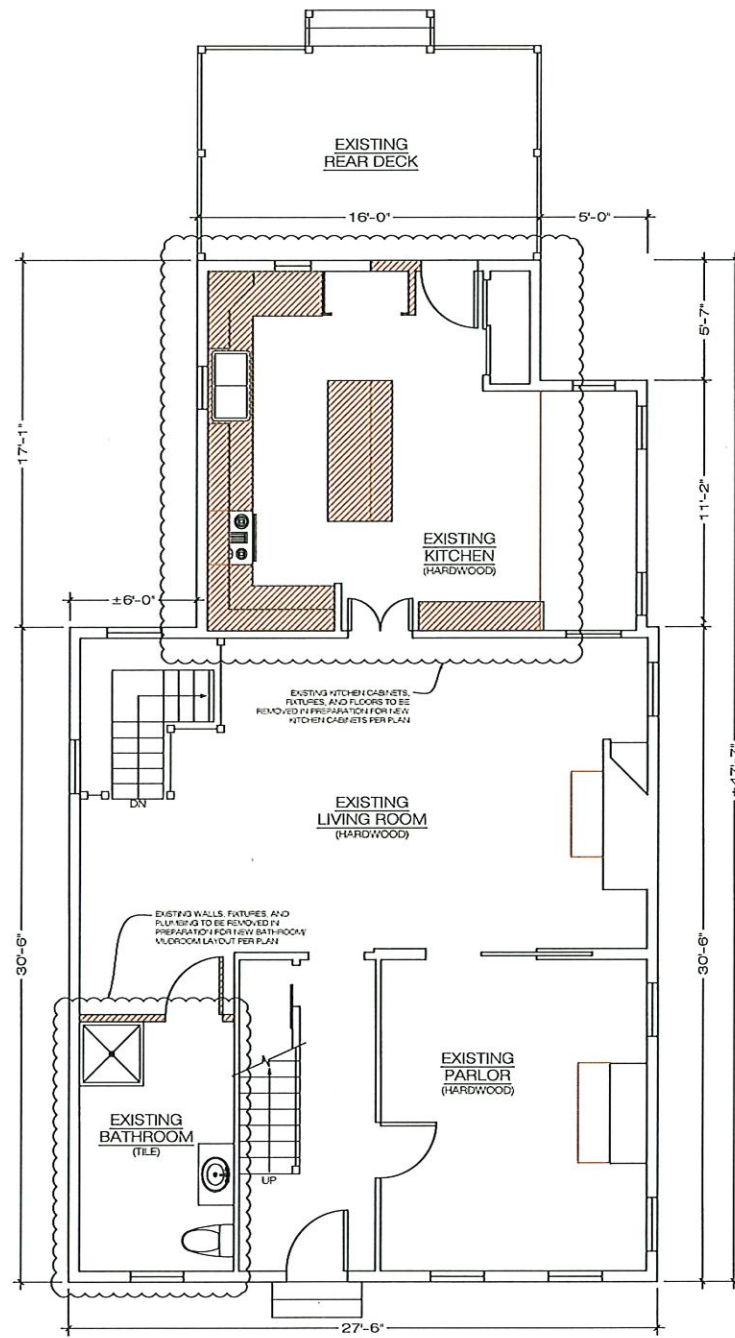 EXISTING
REAR DECK
16'-0"
5'-0"
5'-7"
17'-1"
11'-2"
EXISTING
KITCHEN
(HARDWOOD)
±6'-0"
EXISTING KITCHEN CABINETS,
FIXTURES, AND FLOORS TO BE
REMOVED IN PREPARATION FOR NEW
KITCHEN CABINETS PER PLAN
±47'-7"
DN
EXISTING
LIVING ROOM
(HARDWOOD)
EXISTING WALLS, FIXTURES, AND
PLUMBING TO BE REMOVED IN
PREPARATION FOR NEW BATHROOM/
MUDROOM LAYOUT PER PLAN
30'-6"
30'-6"
EXISTING
PARLOR
(HARDWOOD)
EXISTING
BATHROOM
(TILE)
N
UP
27'-6"